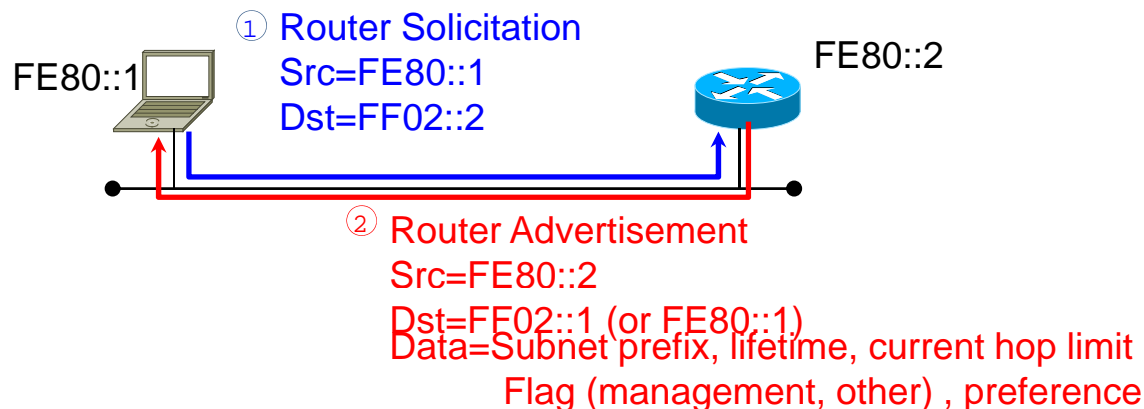 ① Router Solicitation
Src=FE80::1
Dst=FF02::2
FE80::1
FE80::2
② Router Advertisement
Src=FE80::2
Dst=FF02::1 (or FE80::1)
Data=Subnet prefix, lifetime, current hop limit
Flag (management, other) , preference